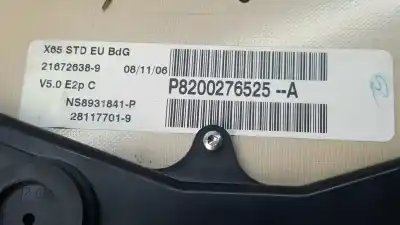 X65 STD EU BdG
21672638-9 08/11/06
V5.0 E2p C
P8200276525--A
NS8931841-P
28117701-9